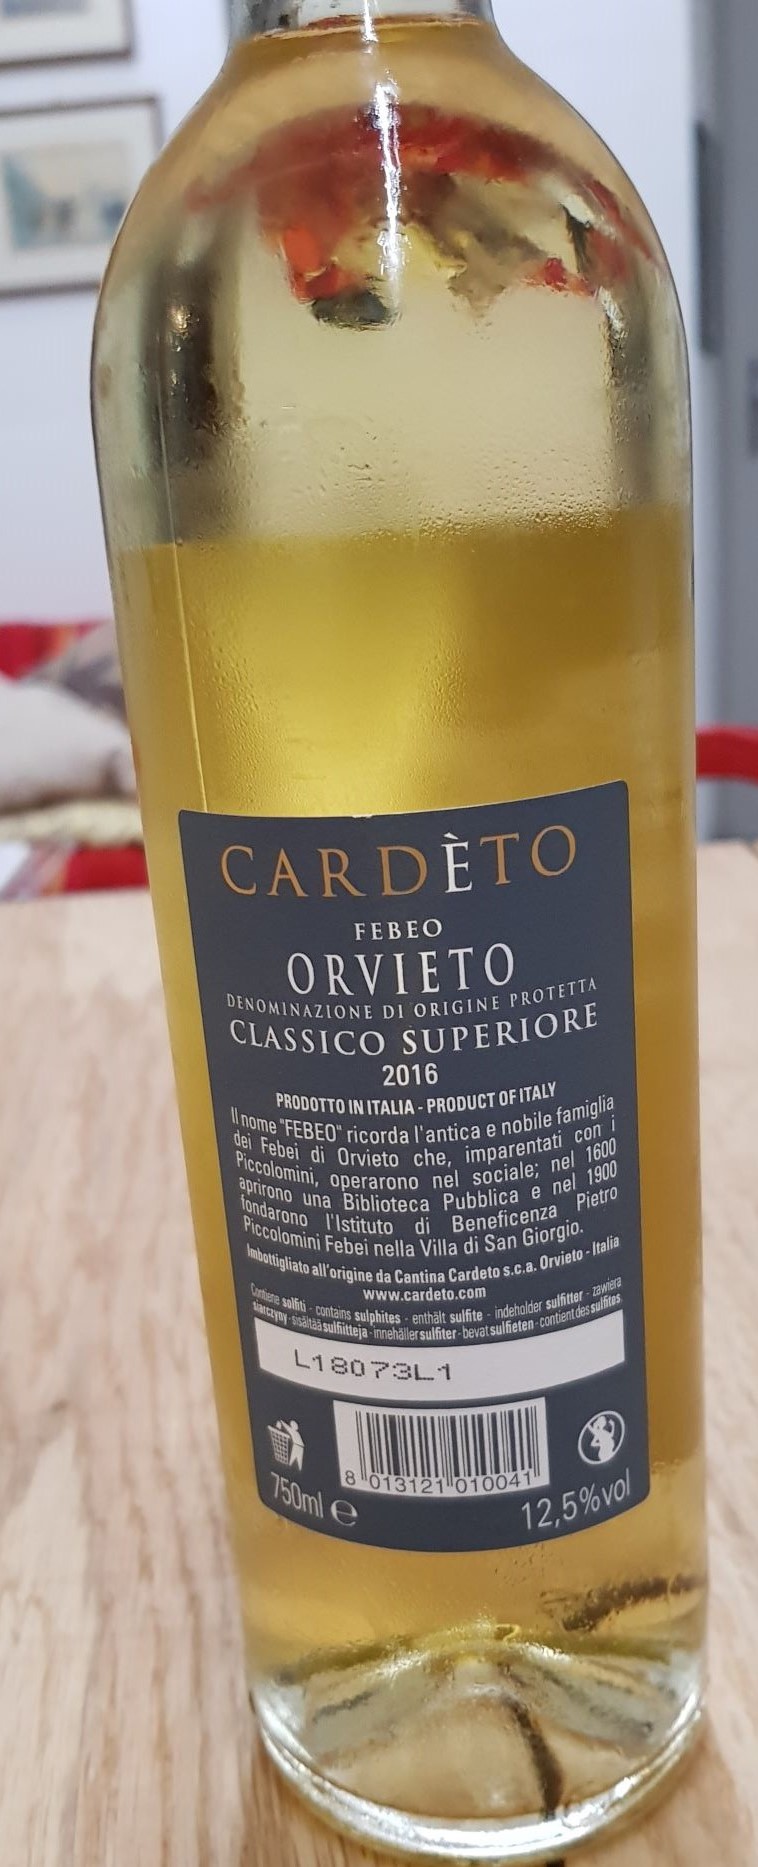 CARDÈTO
FEBEO
ORVIETO
DENOMINAZIONE DI ORIGINE PROTETTA
CLASSICO SUPERIORE
2016
PRODOTTO IN ITALIA - PRODUCT OF ITALY
Il nome "FEBEO" ricorda l'antica e nobile famiglia
dei Febei di Orvieto che, imparentati con i
Piccolomini, operarono nel sociale; nel 1600
aprirono una Biblioteca Pubblica e nel 1900
fondarono l'Istituto di Beneficenza Pietro
Piccolomini Febei nella Villa di San Giorgio.
Imbottigliato all'origine da Cantina Cardeto s.c.a. Orvieto - Italia
www.cardeto.com
Contiene solfiti - contains sulphites - enthält sulfite - indeholder sulfitter - zawiera
siarczyny - sisältää sulfiitteja - innehåller sulfiter - bevat sulfieten - contient des sulfites
L18073L1
8 013121 010041
750ml e
12,5%vol